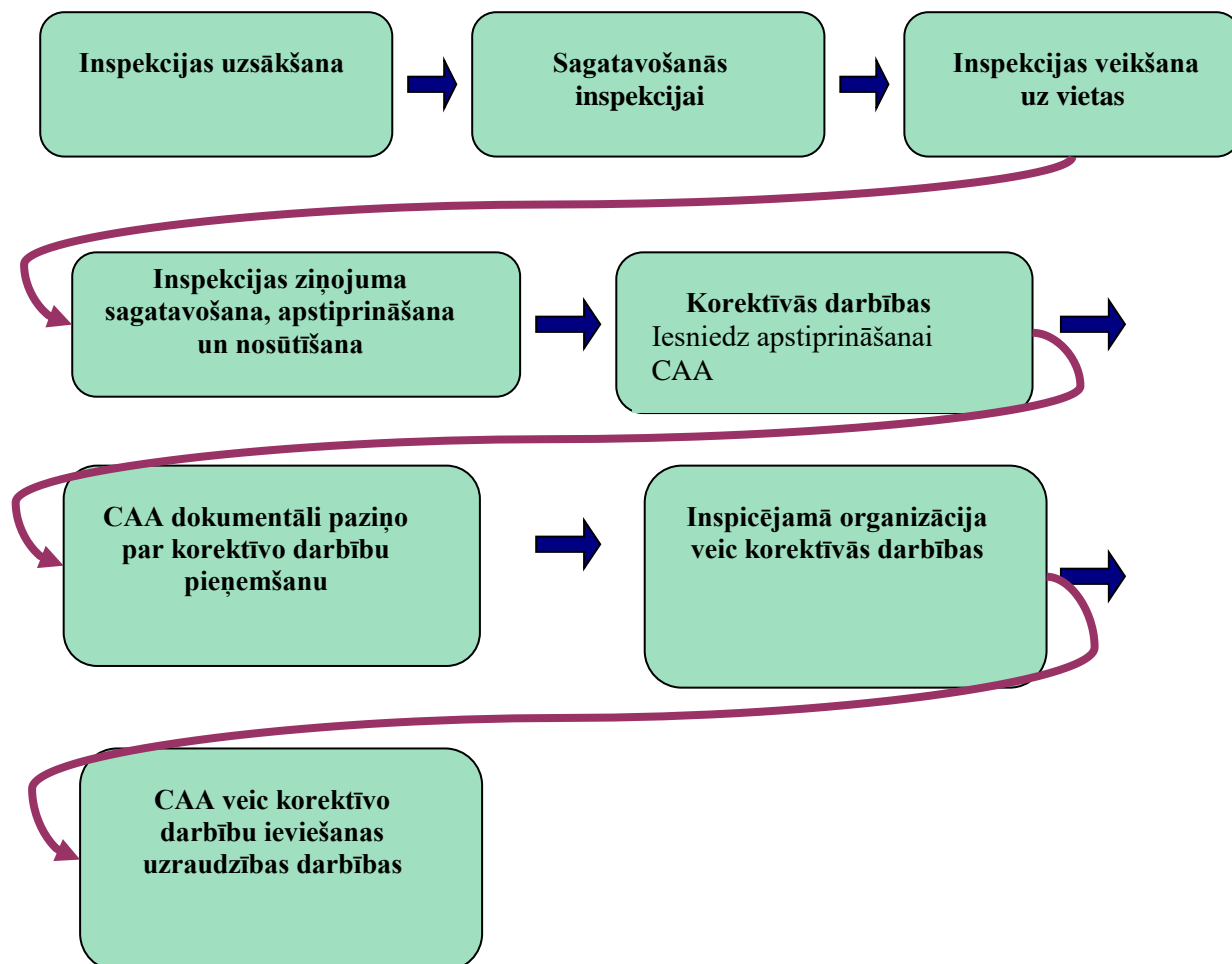 Inspekcijas uzsākšana
Sagatavošanās
inspekcijai
Inspekcijas veikšana
uz vietas
Inspekcijas ziņojuma
sagatavošana, apstiprināšana
un nosūtīšana
Korektīvās darbības
Iesniedz apstiprināšanai
CAA
CAA dokumentāli paziņo
par korektīvo darbību
pieņemšanu
Inspicējamā organizācija
veic korektīvās darbības
CAA veic korektīvo
darbību ieviešanas
uzraudzības darbības